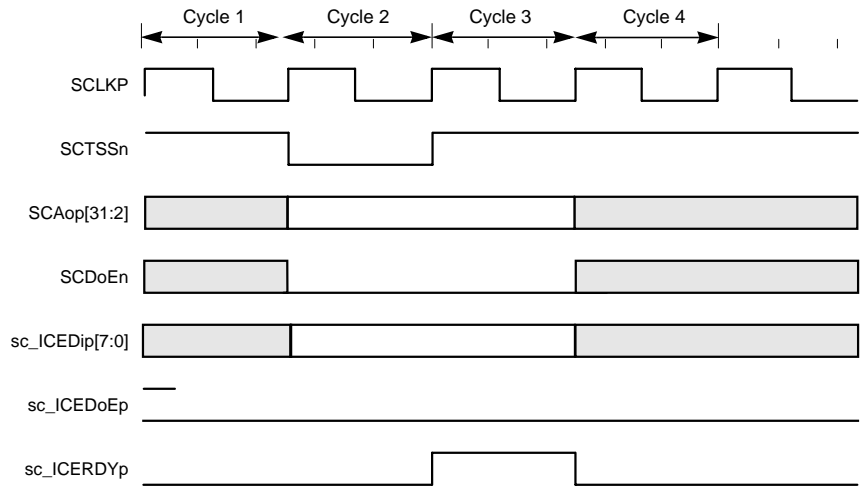 Cycle 1 Cycle 2 Cycle 3 Cycle 4
SCLKP
SCTSSn
SCAop[31:2]
SCDoEn
sc_ICEDip[7:0]
sc_ICEDoEp
sc_ICERDYp